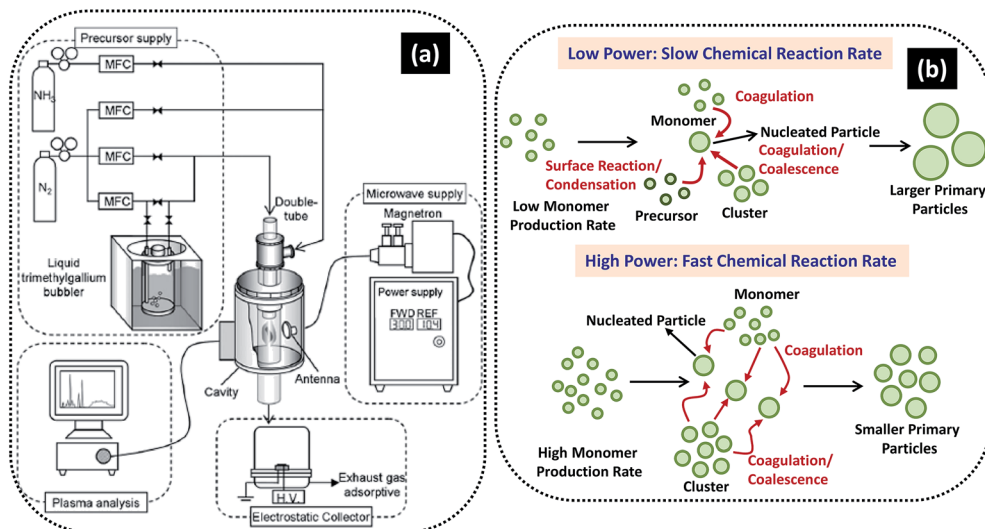 (a)
Precursor supply
MFC
NH3
MFC
MFC
N2
MFC
Liquid
trimethylgallium
bubbler
Double-
tube
Microwave supply
Magnetron
Power supply
FWD REF
300 104
Antenna
Cavity
Plasma analysis
Exhaust gas
adsorptive
H.V.
Electrostatic Collector
(b)
Low Power: Slow Chemical Reaction Rate
Coagulation
Monomer
Nucleated Particle
Coagulation/
Coalescence
Surface Reaction/
Condensation
Low Monomer
Production Rate
Precursor
Cluster
Larger Primary
Particles
High Power: Fast Chemical Reaction Rate
Monomer
Nucleated Particle
Coagulation
High Monomer
Production Rate
Cluster
Coagulation/
Coalescence
Smaller Primary
Particles